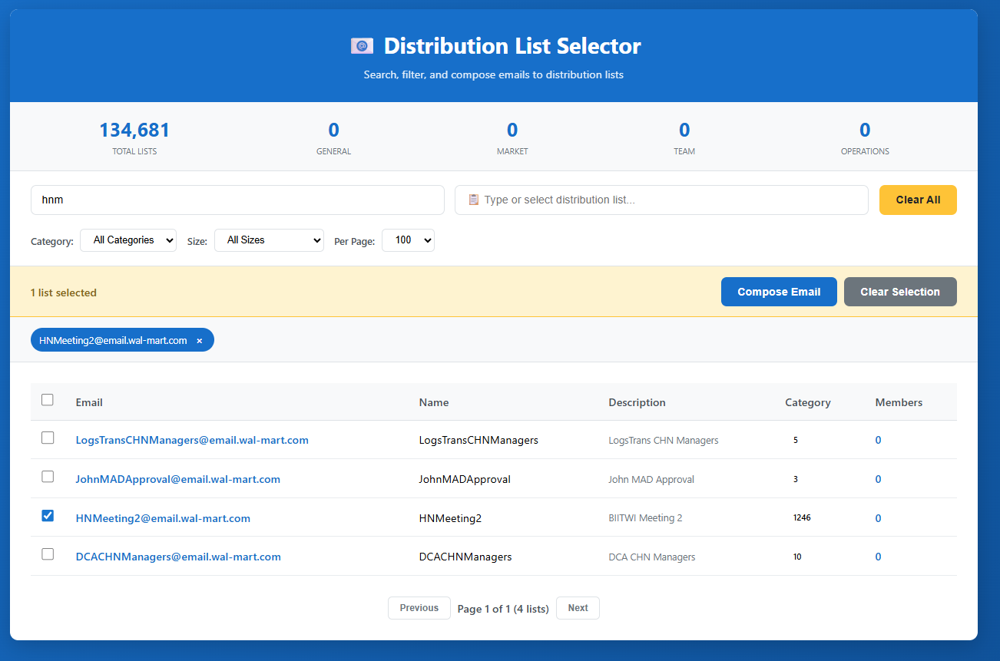 Distribution List Selector
Search, filter, and compose emails to distribution lists
134,681 0 0 0 0
TOTAL LISTS GENERAL MARKET TEAM OPERATIONS
hnm 📋 Type or select distribution list... Clear All
Category: All Categories Size: All Sizes Per Page: 100
1 list selected Compose Email Clear Selection
HNMeeting2@email.wal-mart.com ×
Email Name Description Category Members
LogsTransCHNManagers@email.wal-mart.com LogsTransCHNManagers LogsTrans CHN Managers 5 0
JohnMADApproval@email.wal-mart.com JohnMADApproval John MAD Approval 3 0
HNMeeting2@email.wal-mart.com HNMeeting2 BIITWI Meeting 2 1246 0
DCACHNManagers@email.wal-mart.com DCACHNManagers DCA CHN Managers 10 0
Previous Page 1 of 1 (4 lists) Next